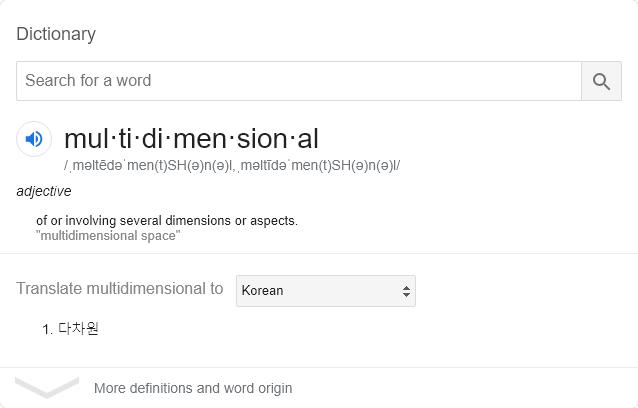 Dictionary
Search for a word
mul·ti·di·men·sion·al
/ˌməltēdəˈmen(t)SH(ə)n(ə)l,ˌməltīdəˈmen(t)SH(ə)n(ə)l/
adjective
of or involving several dimensions or aspects.
"multidimensional space"
Translate multidimensional to Korean
1. 다차원
More definitions and word origin